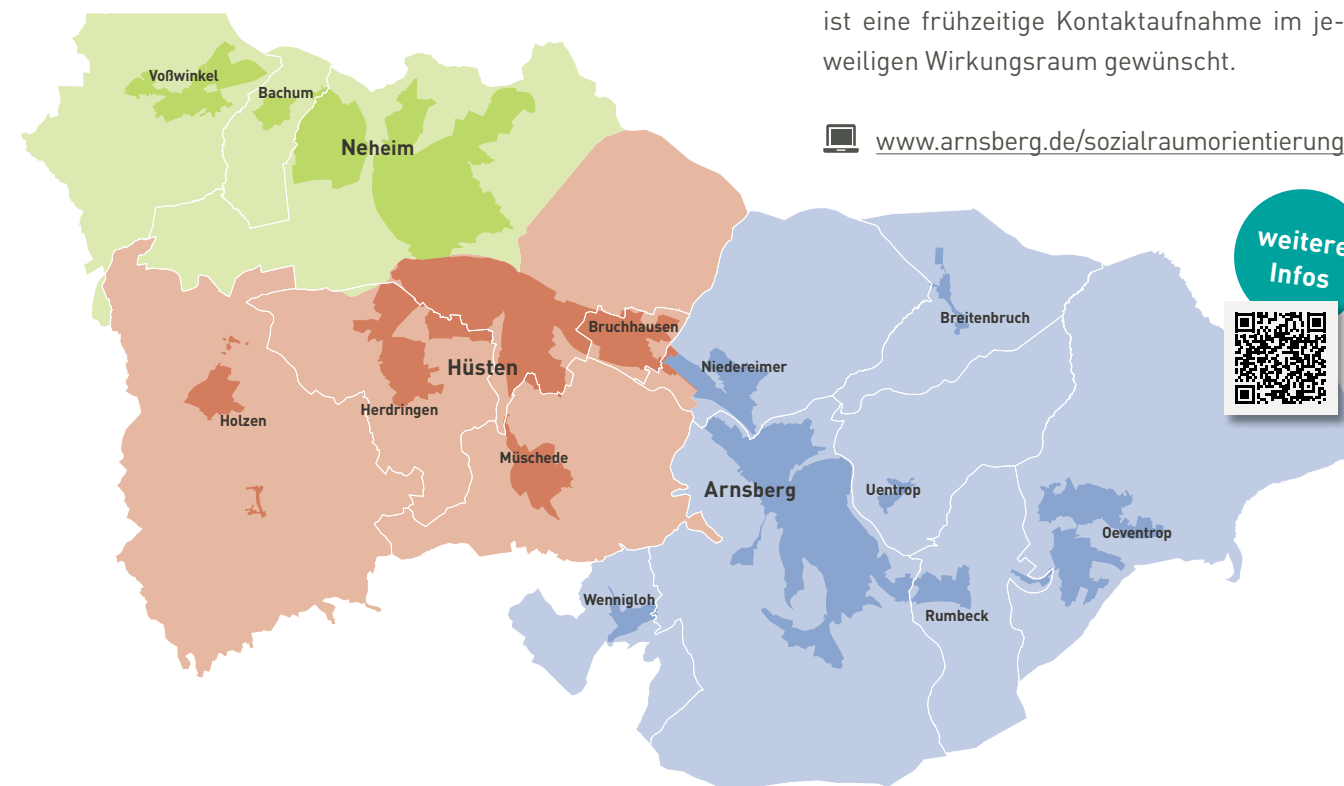 ist eine frühzeitige Kontaktaufnahme im je-
weiligen Wirkungsraum gewünscht.
www.arnsberg.de/sozialraumorientierung
weitere
Infos
Voßwinkel
Bachum
Neheim
Bruchhausen
Hüsten
Herdringen
Holzen
Müschede
Breitenbruch
Niedereimer
Arnsberg
Uentrop
Oeventrop
Wennigloh
Rumbeck